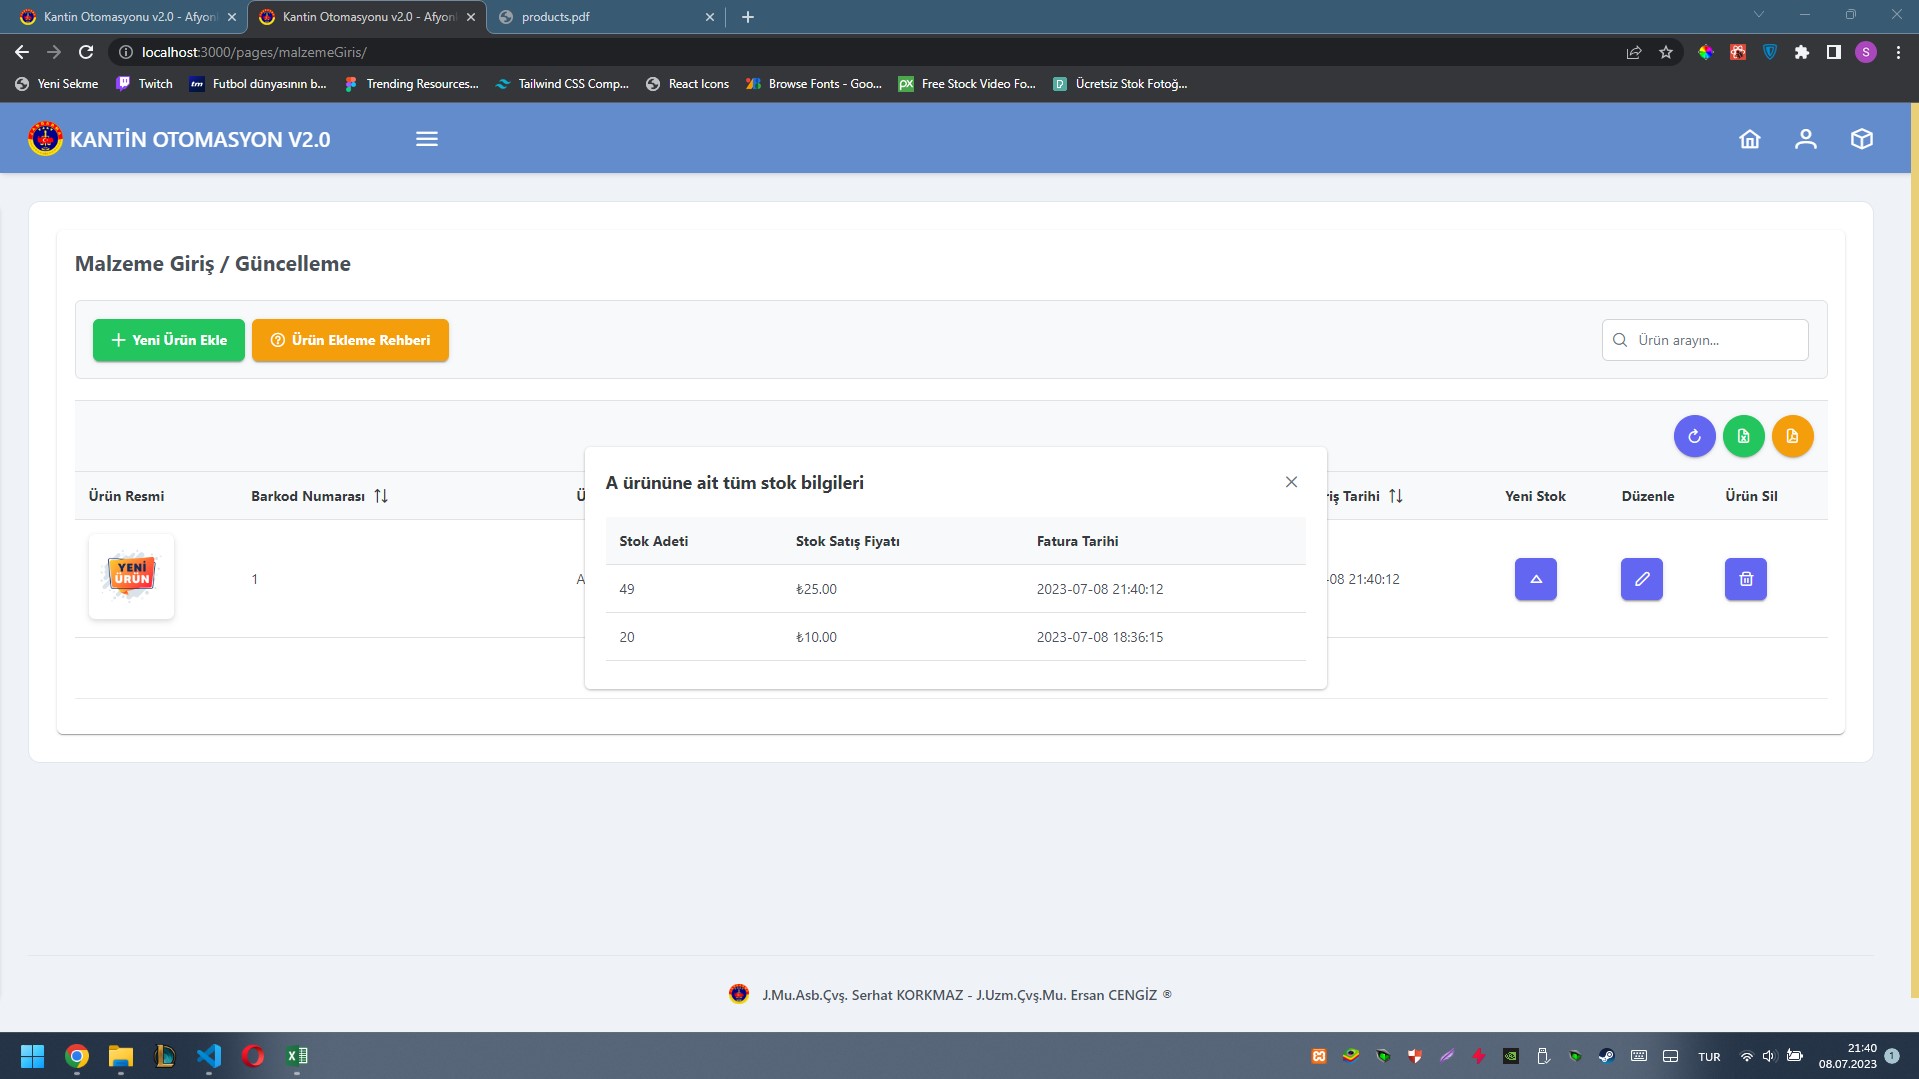 Kantin Otomasyonu v2.0 - Afyon
Kantin Otomasyonu v2.0 - Afyon
products.pdf
localhost:3000/pages/malzemeGiris/
Yeni Sekme
Twitch
Futbol dünyasının b...
Trending Resources...
Tailwind CSS Comp...
React Icons
Browse Fonts - Goo...
Free Stock Video Fo...
Ücretsiz Stok Fotoğ...
KANTİN OTOMASYON V2.0
Malzeme Giriş / Güncelleme
Yeni Ürün Ekle
Ürün Ekleme Rehberi
Ürün arayın...
Ürün Resmi
Barkod Numarası
Ü
iş Tarihi
Yeni Stok
Düzenle
Ürün Sil
YENİ
ÜRÜN
1
A
-08 21:40:12
A ürününe ait tüm stok bilgileri
Stok Adeti
Stok Satış Fiyatı
Fatura Tarihi
49
₺25.00
2023-07-08 21:40:12
20
₺10.00
2023-07-08 18:36:15
J.Mu.Asb.Çvş. Serhat KORKMAZ - J.Uzm.Çvş.Mu. Ersan CENGİZ ®
TUR
21:40
08.07.2023
1